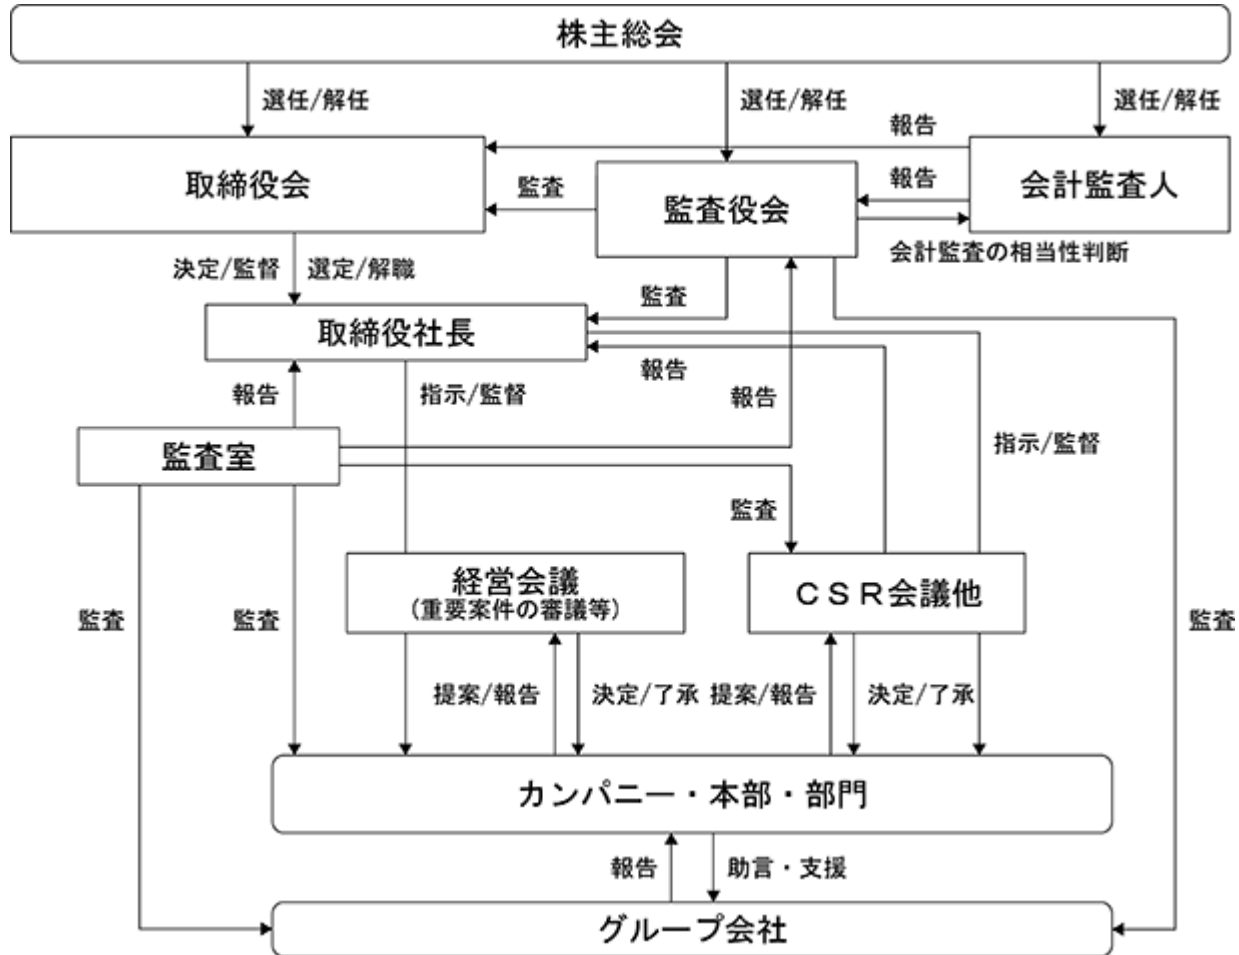 株主総会
選任/解任
選任/解任
選任/解任
報告
取締役会
監査
監査役会
報告
会計監査人
会計監査の相当性判断
決定/監督
選定/解職
監査
取締役社長
報告
報告
指示/監督
報告
監査室
指示/監督
監査
経営会議
(重要案件の審議等)
CSR会議他
監査
監査
監査
提案/報告
決定/了承
提案/報告
決定/了承
カンパニー・本部・部門
報告
助言・支援
グループ会社